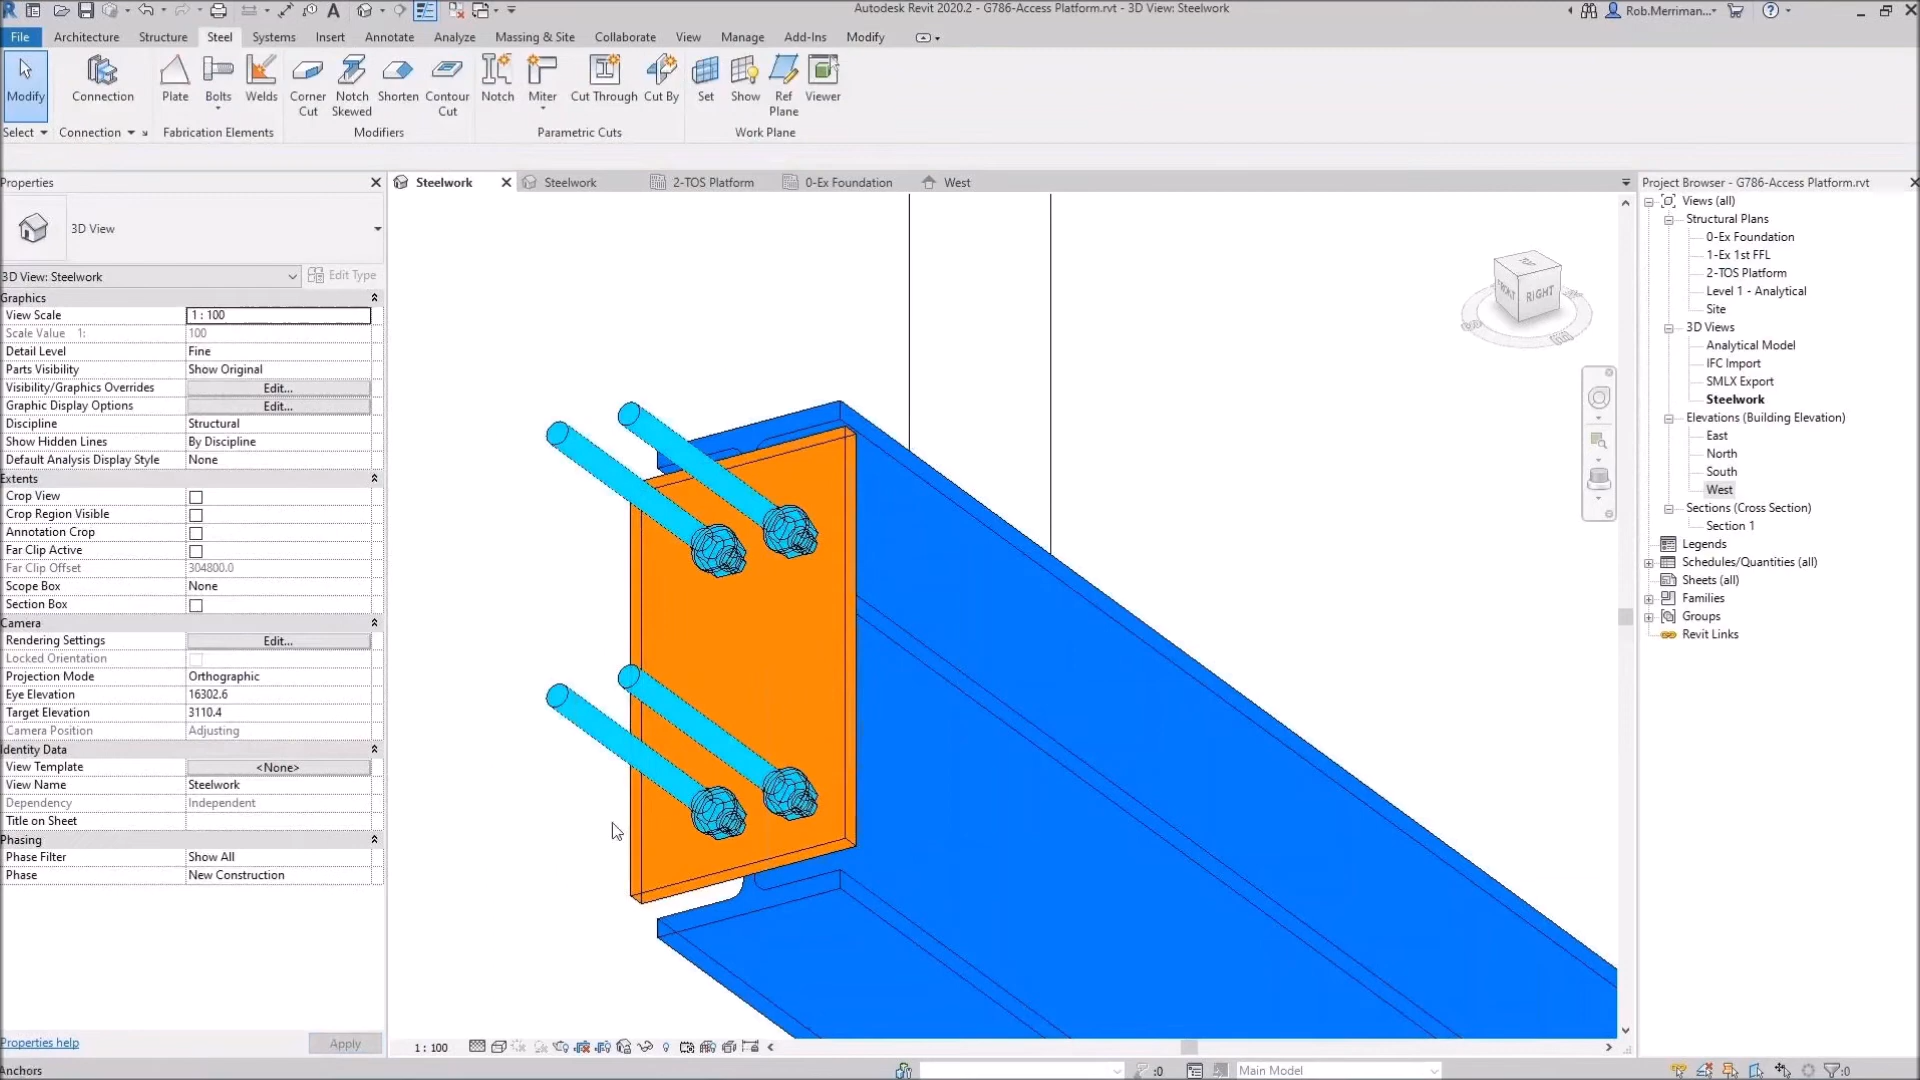 Autodesk Revit 2020.2 - G786-Access Platform.rvt - 3D View: Steelwork
Rob.Merriman...
File Architecture Structure Steel Systems Insert Annotate Analyze Massing & Site Collaborate View Manage Add-Ins Modify
Modify
Connection
Plate
Bolts
Welds
Corner Cut
Notch Skewed
Shorten
Contour Cut
Notch
Miter
Cut Through
Cut By
Set
Show
Ref Plane
Viewer
Select
Connection
Fabrication Elements
Modifiers
Parametric Cuts
Work Plane
Properties
Steelwork
Steelwork
2-TOS Platform
0-Ex Foundation
West
Project Browser - G786-Access Platform.rvt
3D View
3D View: Steelwork
Edit Type
Graphics
View Scale 1 : 100
Scale Value 1: 100
Detail Level Fine
Parts Visibility Show Original
Visibility/Graphics Overrides Edit...
Graphic Display Options Edit...
Discipline Structural
Show Hidden Lines By Discipline
Default Analysis Display Style None
Extents
Crop View
Crop Region Visible
Annotation Crop
Far Clip Active
Far Clip Offset 304800.0
Scope Box None
Section Box
Camera
Rendering Settings Edit...
Locked Orientation
Projection Mode Orthographic
Eye Elevation 16302.6
Target Elevation 3110.4
Camera Position Adjusting
Identity Data
View Template <None>
View Name Steelwork
Dependency Independent
Title on Sheet
Phasing
Phase Filter Show All
Phase New Construction
Properties help
Apply
TOP
FRONT
RIGHT
Views (all)
Structural Plans
0-Ex Foundation
1-Ex 1st FFL
2-TOS Platform
Level 1 - Analytical
Site
3D Views
Analytical Model
IFC Import
SMLX Export
Steelwork
Elevations (Building Elevation)
East
North
South
West
Sections (Cross Section)
Section 1
Legends
Schedules/Quantities (all)
Sheets (all)
Families
Groups
Revit Links
1 : 100
Anchors
:0
Main Model
:0